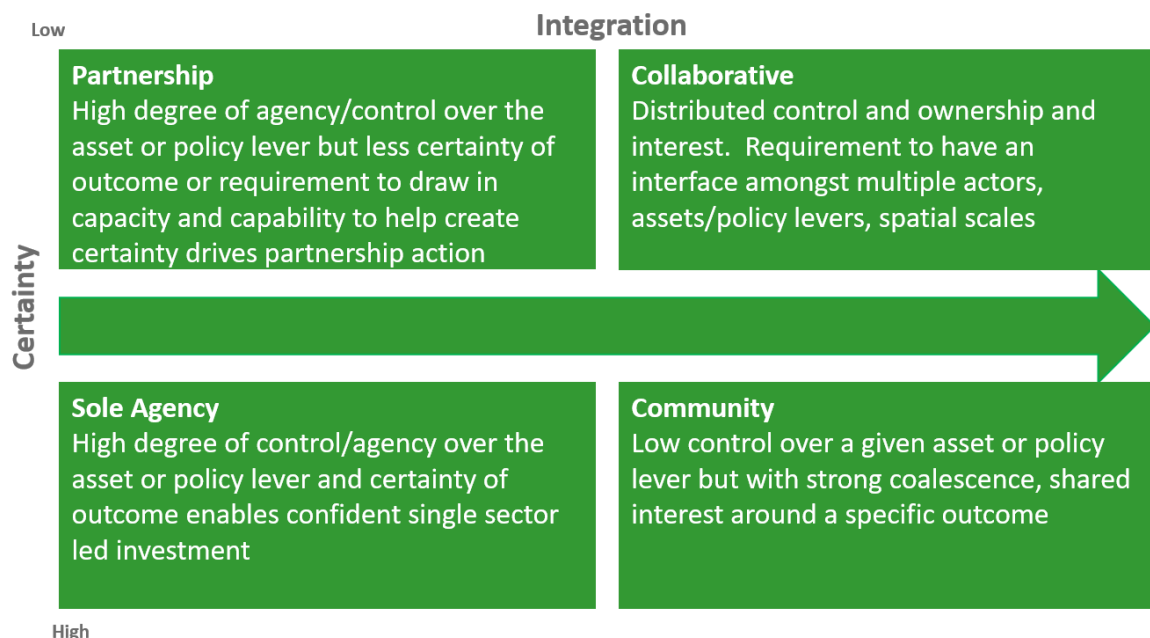 Integration
Low
Partnership
High degree of agency/control over the
asset or policy lever but less certainty of
outcome or requirement to draw in
capacity and capability to help create
certainty drives partnership action
Collaborative
Distributed control and ownership and
interest.  Requirement to have an
interface amongst multiple actors,
assets/policy levers, spatial scales
Certainty
Sole Agency
High degree of control/agency over the
asset or policy lever and certainty of
outcome enables confident single sector
led investment
Community
Low control over a given asset or policy
lever but with strong coalescence, shared
interest around a specific outcome
High